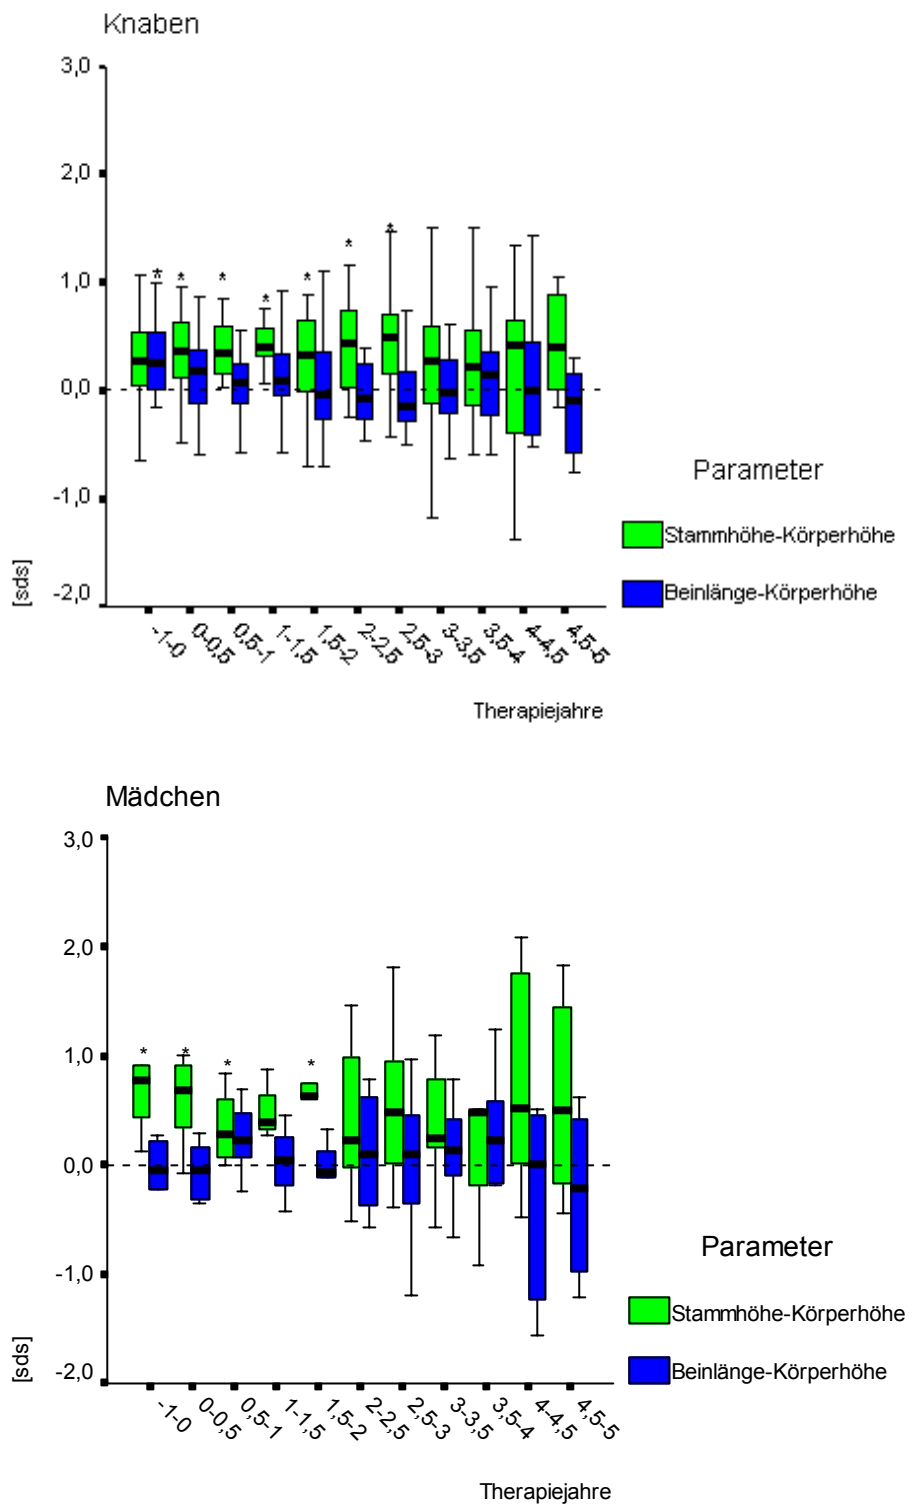 Knaben
3,0
2,0
1,0
0,0
-1,0
-2,0
[sds]
* * * * * * *
-1-0
0-0,5
0,5-1
1-1,5
1,5-2
2-2,5
2,5-3
3-3,5
3,5-4
4-4,5
4,5-5
Therapiejahre
Parameter
Stammhöhe-Körperhöhe
Beinlänge-Körperhöhe
Mädchen
3,0
2,0
1,0
0,0
-1,0
-2,0
[sds]
* * * *
-1-0
0-0,5
0,5-1
1-1,5
1,5-2
2-2,5
2,5-3
3-3,5
3,5-4
4-4,5
4,5-5
Therapiejahre
Parameter
Stammhöhe-Körperhöhe
Beinlänge-Körperhöhe